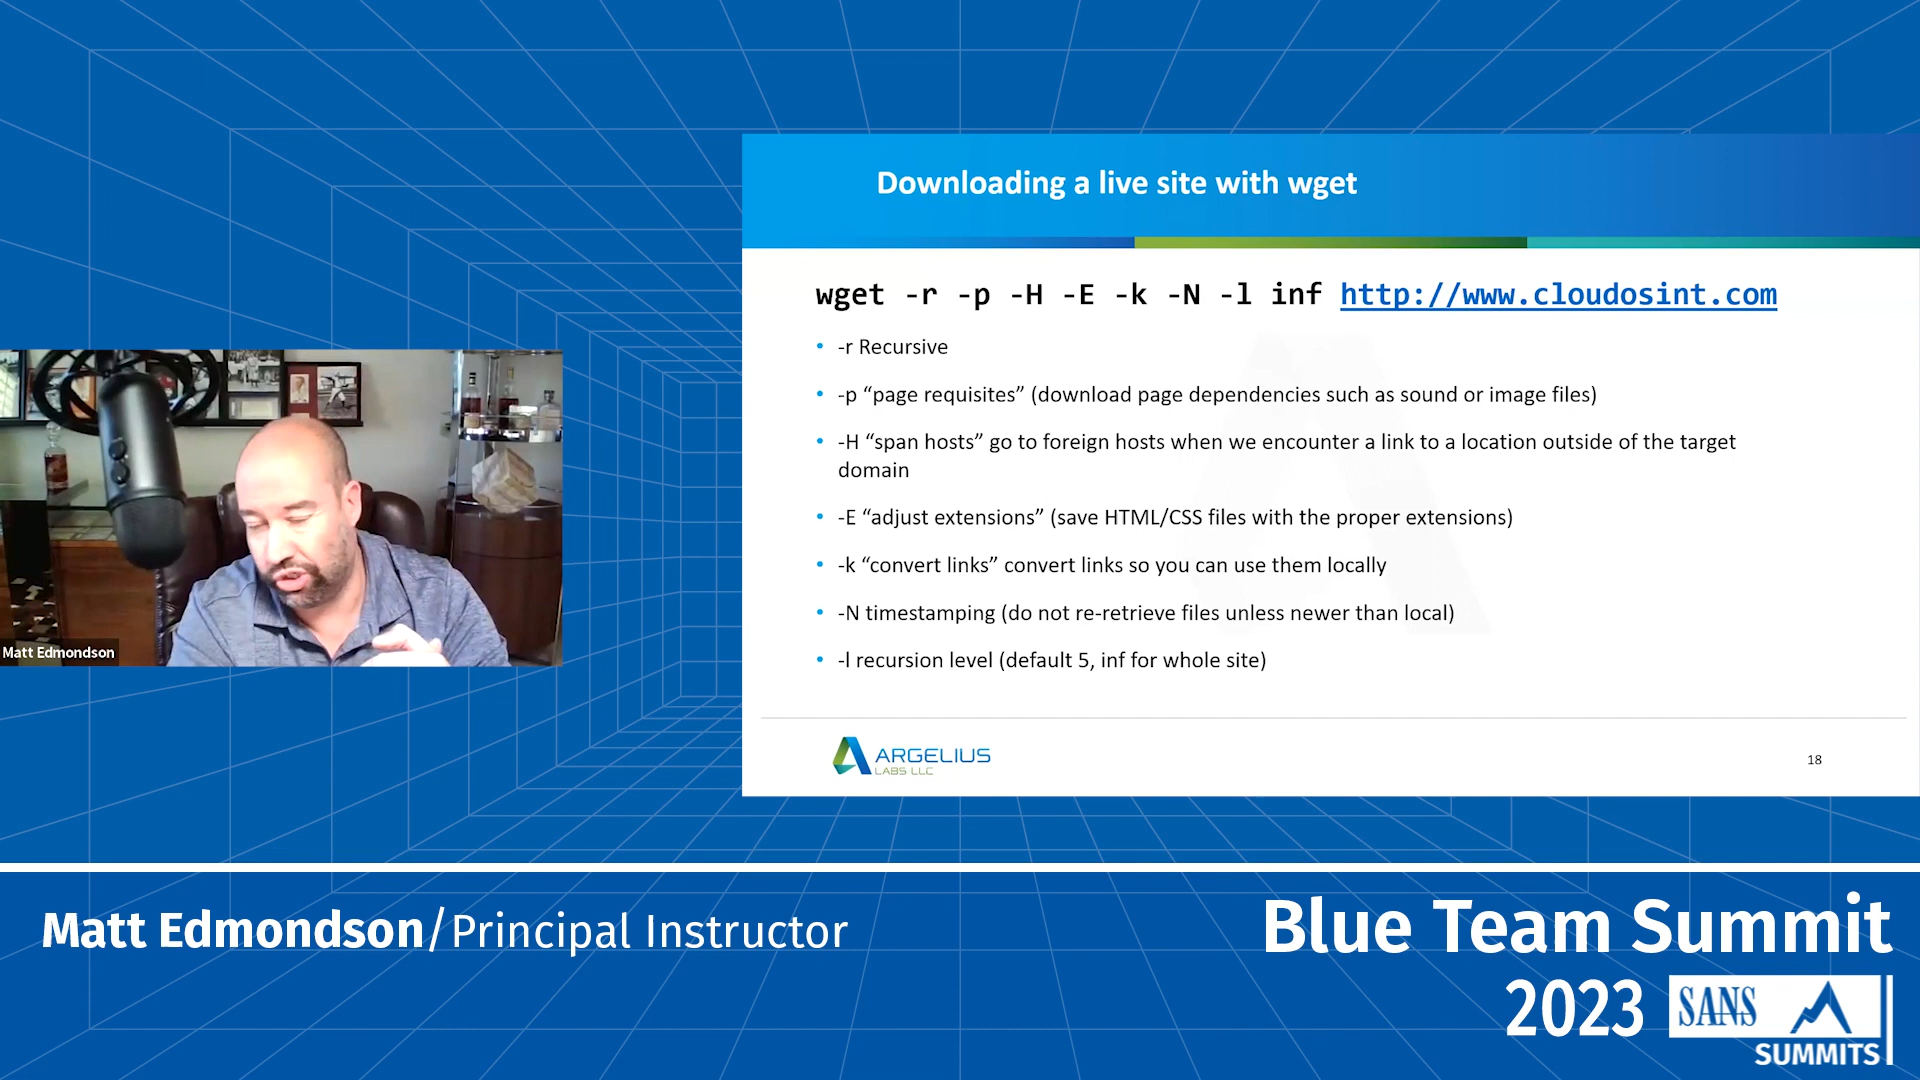 Downloading a live site with wget
wget -r -p -H -E -k -N -l inf http://www.cloudosint.com
• -r Recursive
• -p “page requisites” (download page dependencies such as sound or image files)
• -H “span hosts” go to foreign hosts when we encounter a link to a location outside of the target
domain
• -E “adjust extensions” (save HTML/CSS files with the proper extensions)
• -k “convert links” convert links so you can use them locally
• -N timestamping (do not re-retrieve files unless newer than local)
• -l recursion level (default 5, inf for whole site)
ARGELIUS
LABS LLC
18
Matt Edmondson
Matt Edmondson/Principal Instructor
Blue Team Summit
2023
SANS
SUMMITS